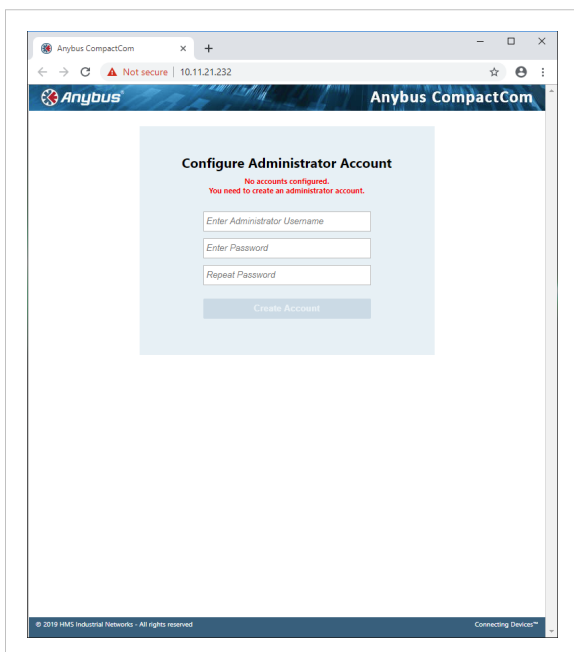 Anybus CompactCom
Not secure | 10.11.21.232
Anybus
Anybus CompactCom
Configure Administrator Account
No accounts configured.
You need to create an administrator account.
Enter Administrator Username
Enter Password
Repeat Password
Create Account
© 2019 HMS Industrial Networks - All rights reserved
Connecting Devices™